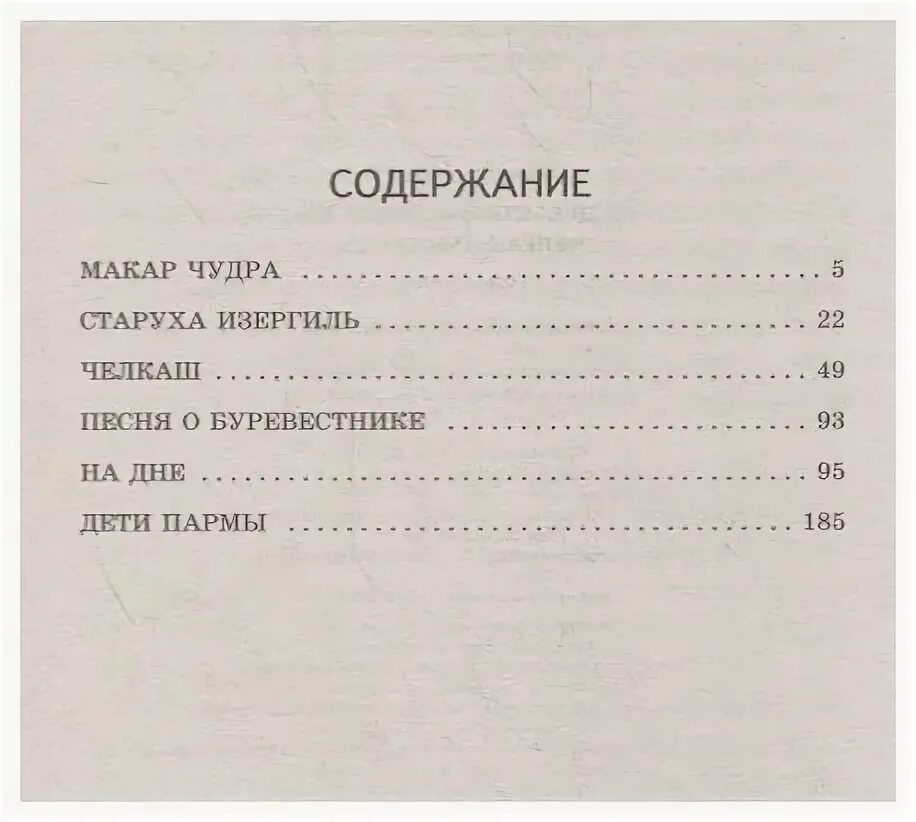 СОДЕРЖАНИЕ
МАКАР ЧУДРА 5
СТАРУХА ИЗЕРГИЛЬ 22
ЧЕЛКАШ 49
ПЕСНЯ О БУРЕВЕСТНИКЕ 93
НА ДНЕ 95
ДЕТИ ПАРМЫ 185